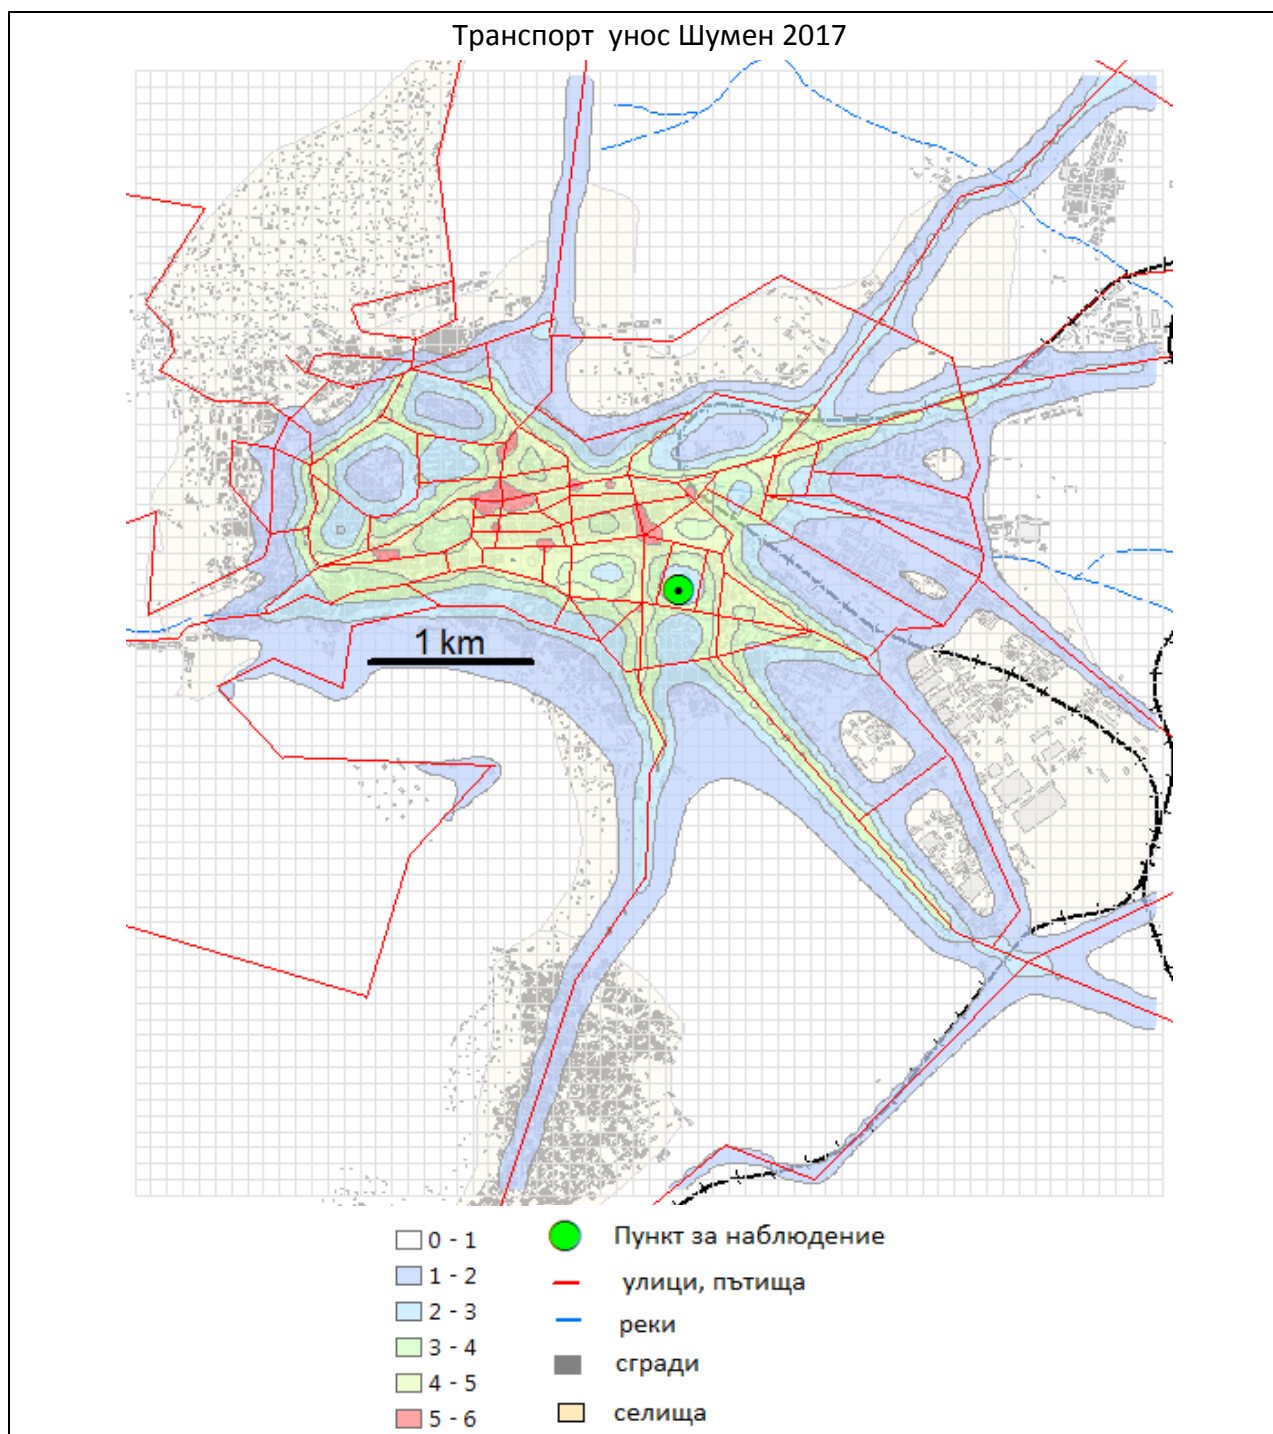 Транспорт унос Шумен 2017
1 km
0 - 1
Пункт за наблюдение
1 - 2
улици, пътища
2 - 3
реки
3 - 4
сгради
4 - 5
5 - 6
селища